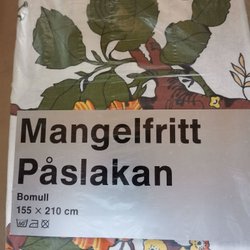 Mangelfritt
Påslakan
Bomull
155 × 210 cm